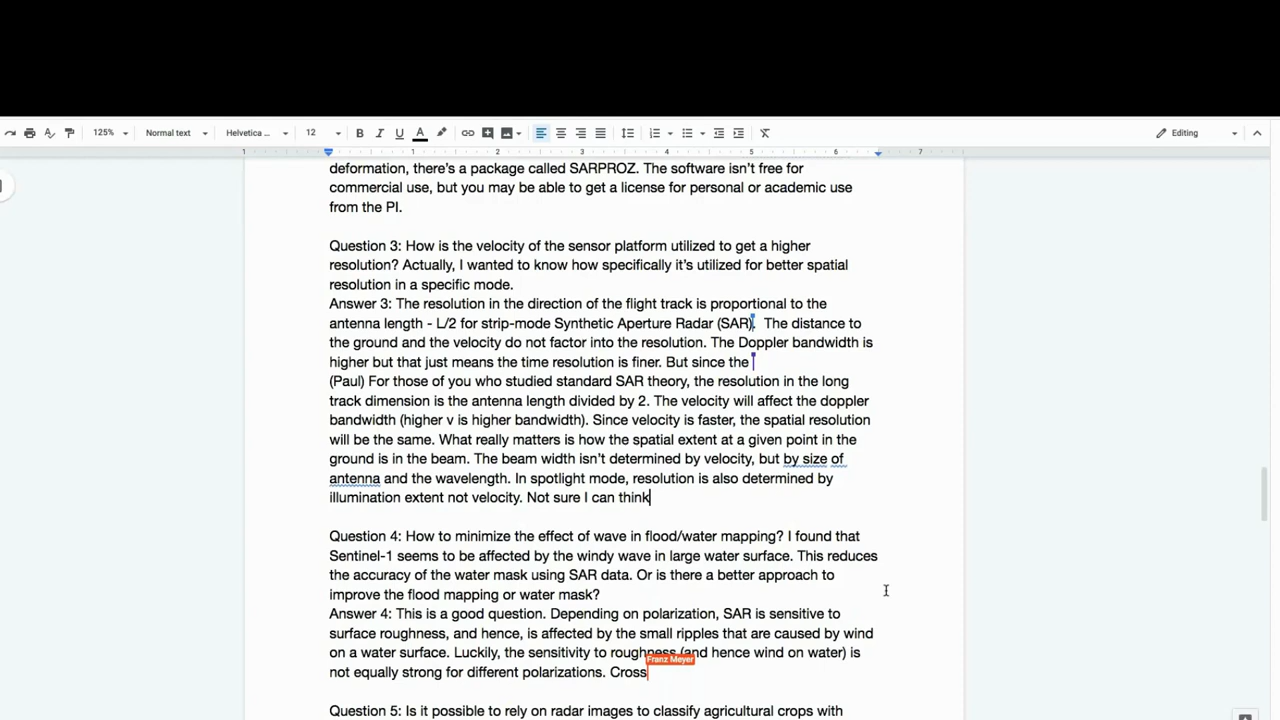 125%
Normal text
Helvetica ...
12
B I U A
Editing
1 1 2 3 4 5 6 7
deformation, there's a package called SARPROZ. The software isn't free for
commercial use, but you may be able to get a license for personal or academic use
from the PI.
Question 3: How is the velocity of the sensor platform utilized to get a higher
resolution? Actually, I wanted to know how specifically it's utilized for better spatial
resolution in a specific mode.
Answer 3: The resolution in the direction of the flight track is proportional to the
antenna length - L/2 for strip-mode Synthetic Aperture Radar (SAR). The distance to
the ground and the velocity do not factor into the resolution. The Doppler bandwidth is
higher but that just means the time resolution is finer. But since the
(Paul) For those of you who studied standard SAR theory, the resolution in the long
track dimension is the antenna length divided by 2. The velocity will affect the doppler
bandwidth (higher v is higher bandwidth). Since velocity is faster, the spatial resolution
will be the same. What really matters is how the spatial extent at a given point in the
ground is in the beam. The beam width isn't determined by velocity, but by size of
antenna and the wavelength. In spotlight mode, resolution is also determined by
illumination extent not velocity. Not sure I can think
Question 4: How to minimize the effect of wave in flood/water mapping? I found that
Sentinel-1 seems to be affected by the windy wave in large water surface. This reduces
the accuracy of the water mask using SAR data. Or is there a better approach to
improve the flood mapping or water mask?
Answer 4: This is a good question. Depending on polarization, SAR is sensitive to
surface roughness, and hence, is affected by the small ripples that are caused by wind
on a water surface. Luckily, the sensitivity to roughness (and hence wind on water) is
Franz Meyer
not equally strong for different polarizations. Cross
Question 5: Is it possible to rely on radar images to classify agricultural crops with